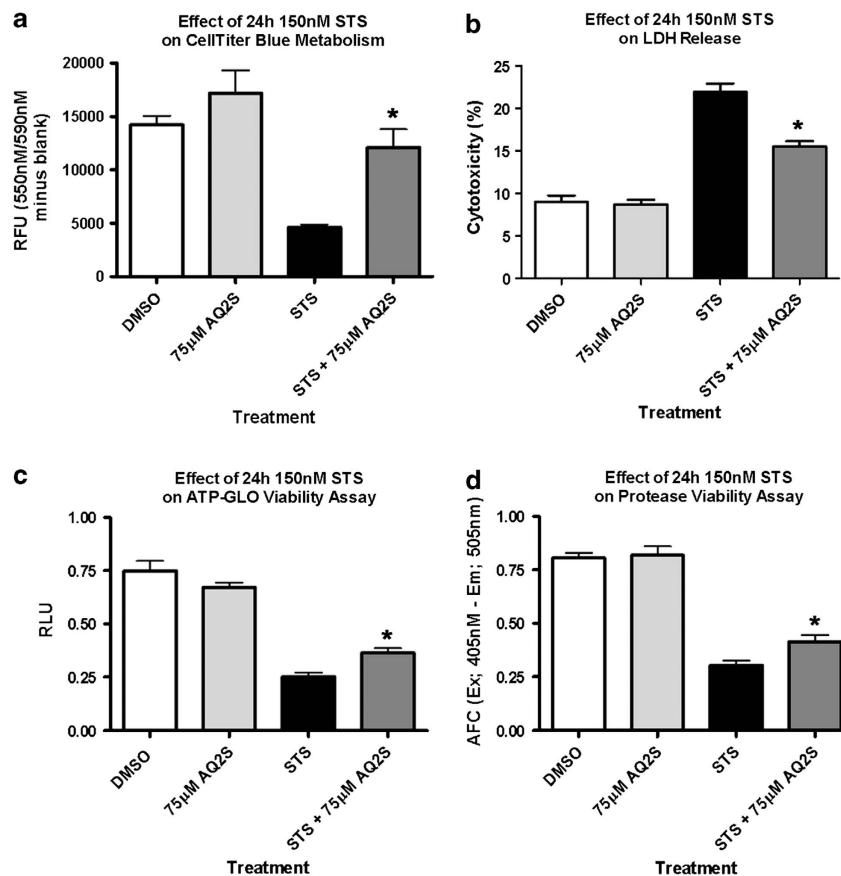 a
Effect of 24h 150nM STS
on CellTiter Blue Metabolism
RFU (550nM/590nM
minus blank)
20000
15000
10000
5000
0
*
DMSO
75µM AQ2S
STS
STS + 75µM AQ2S
Treatment
b
Effect of 24h 150nM STS
on LDH Release
Cytotoxicity (%)
25
20
15
10
5
0
*
DMSO
75µM AQ2S
STS
STS + 75µM AQ2S
Treatment
c
Effect of 24h 150nM STS
on ATP-GLO Viability Assay
RLU
1.00
0.75
0.50
0.25
0.00
*
DMSO
75µM AQ2S
STS
STS + 75µM AQ2S
Treatment
d
Effect of 24h 150nM STS
on Protease Viability Assay
AFC (Ex; 405nM - Em; 505nm)
1.00
0.75
0.50
0.25
0.00
*
DMSO
75µM AQ2S
STS
STS + 75µM AQ2S
Treatment